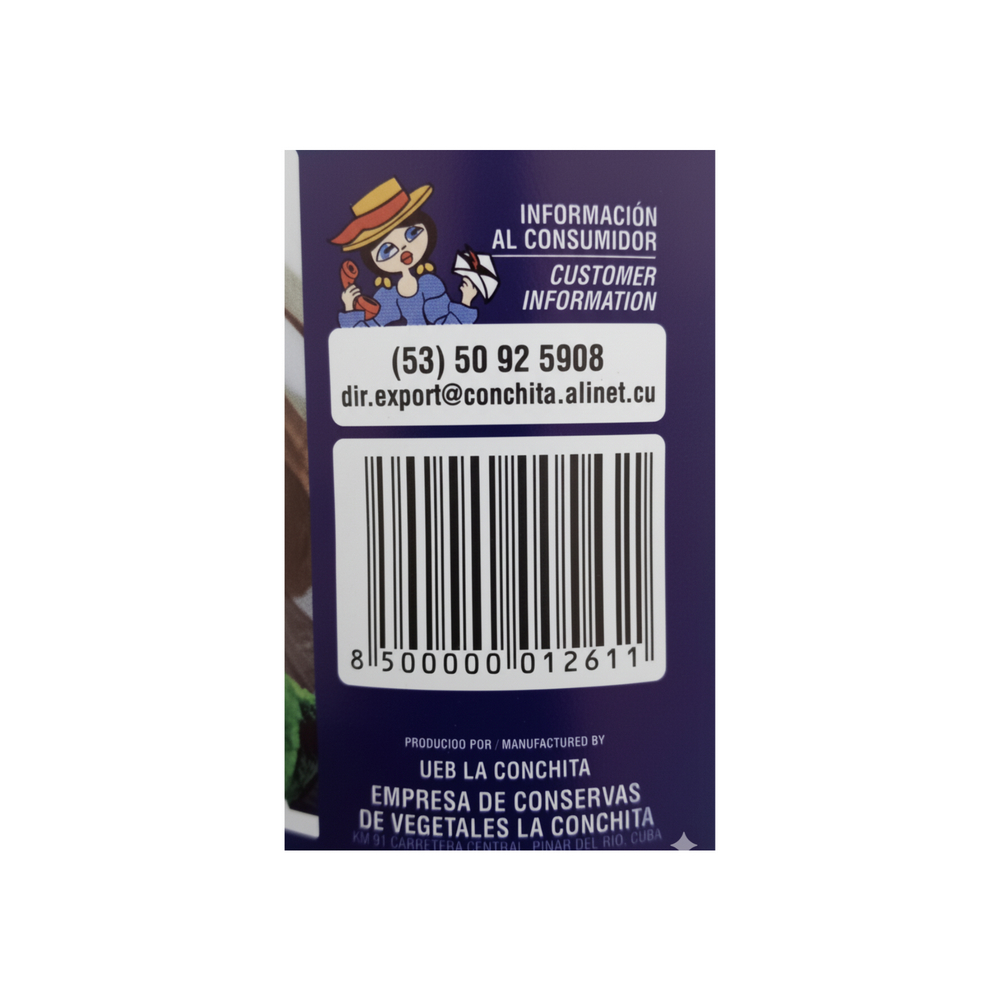 INFORMACIÓN
AL CONSUMIDOR
CUSTOMER
INFORMATION
(53) 50 92 5908
dir.export@conchita.alinet.cu
8 500000 012611
PRODUCIOO POR / MANUFACTURED BY
UEB LA CONCHITA
EMPRESA DE CONSERVAS
DE VEGETALES LA CONCHITA
KM 91 CARRETERA CENTRAL, PINAR DEL RIO. CUBA